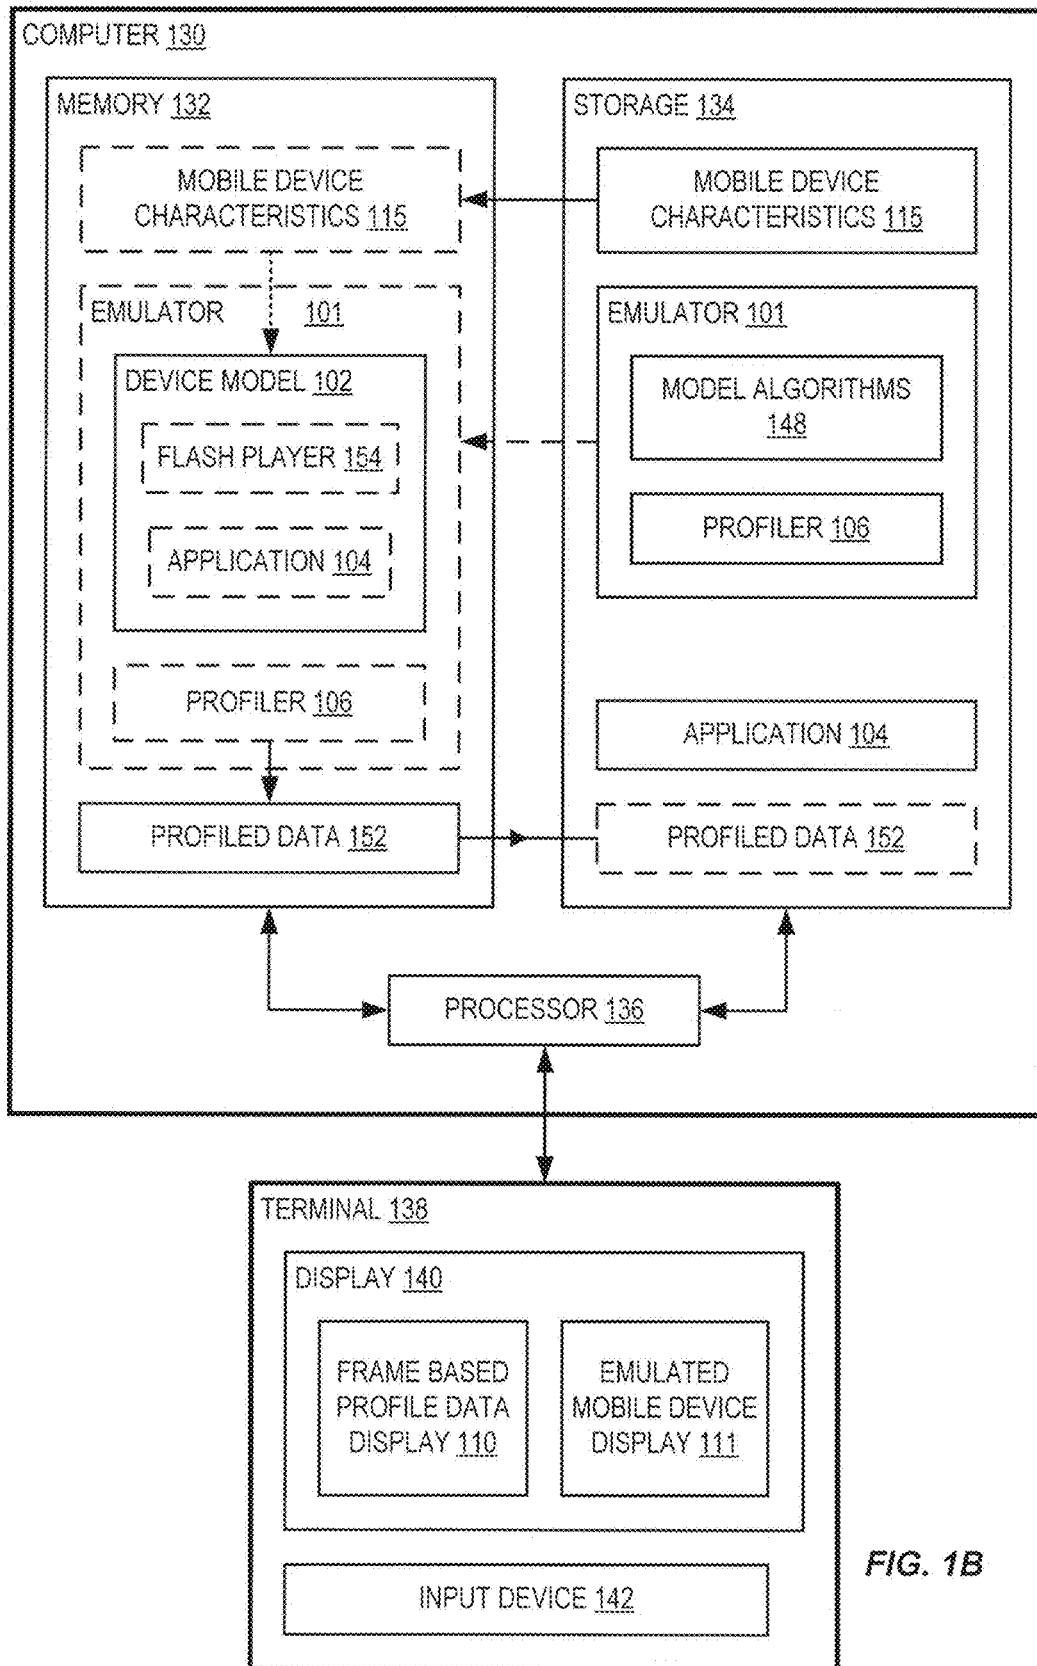 COMPUTER 130
MEMORY 132
MOBILE DEVICE
CHARACTERISTICS 115
EMULATOR 101
DEVICE MODEL 102
FLASH PLAYER 154
APPLICATION 104
PROFILER 106
PROFILED DATA 152
STORAGE 134
MOBILE DEVICE
CHARACTERISTICS 115
EMULATOR 101
MODEL ALGORITHMS
148
PROFILER 106
APPLICATION 104
PROFILED DATA 152
PROCESSOR 136
TERMINAL 138
DISPLAY 140
FRAME BASED
PROFILE DATA
DISPLAY 110
EMULATED
MOBILE DEVICE
DISPLAY 111
INPUT DEVICE 142
FIG. 1B